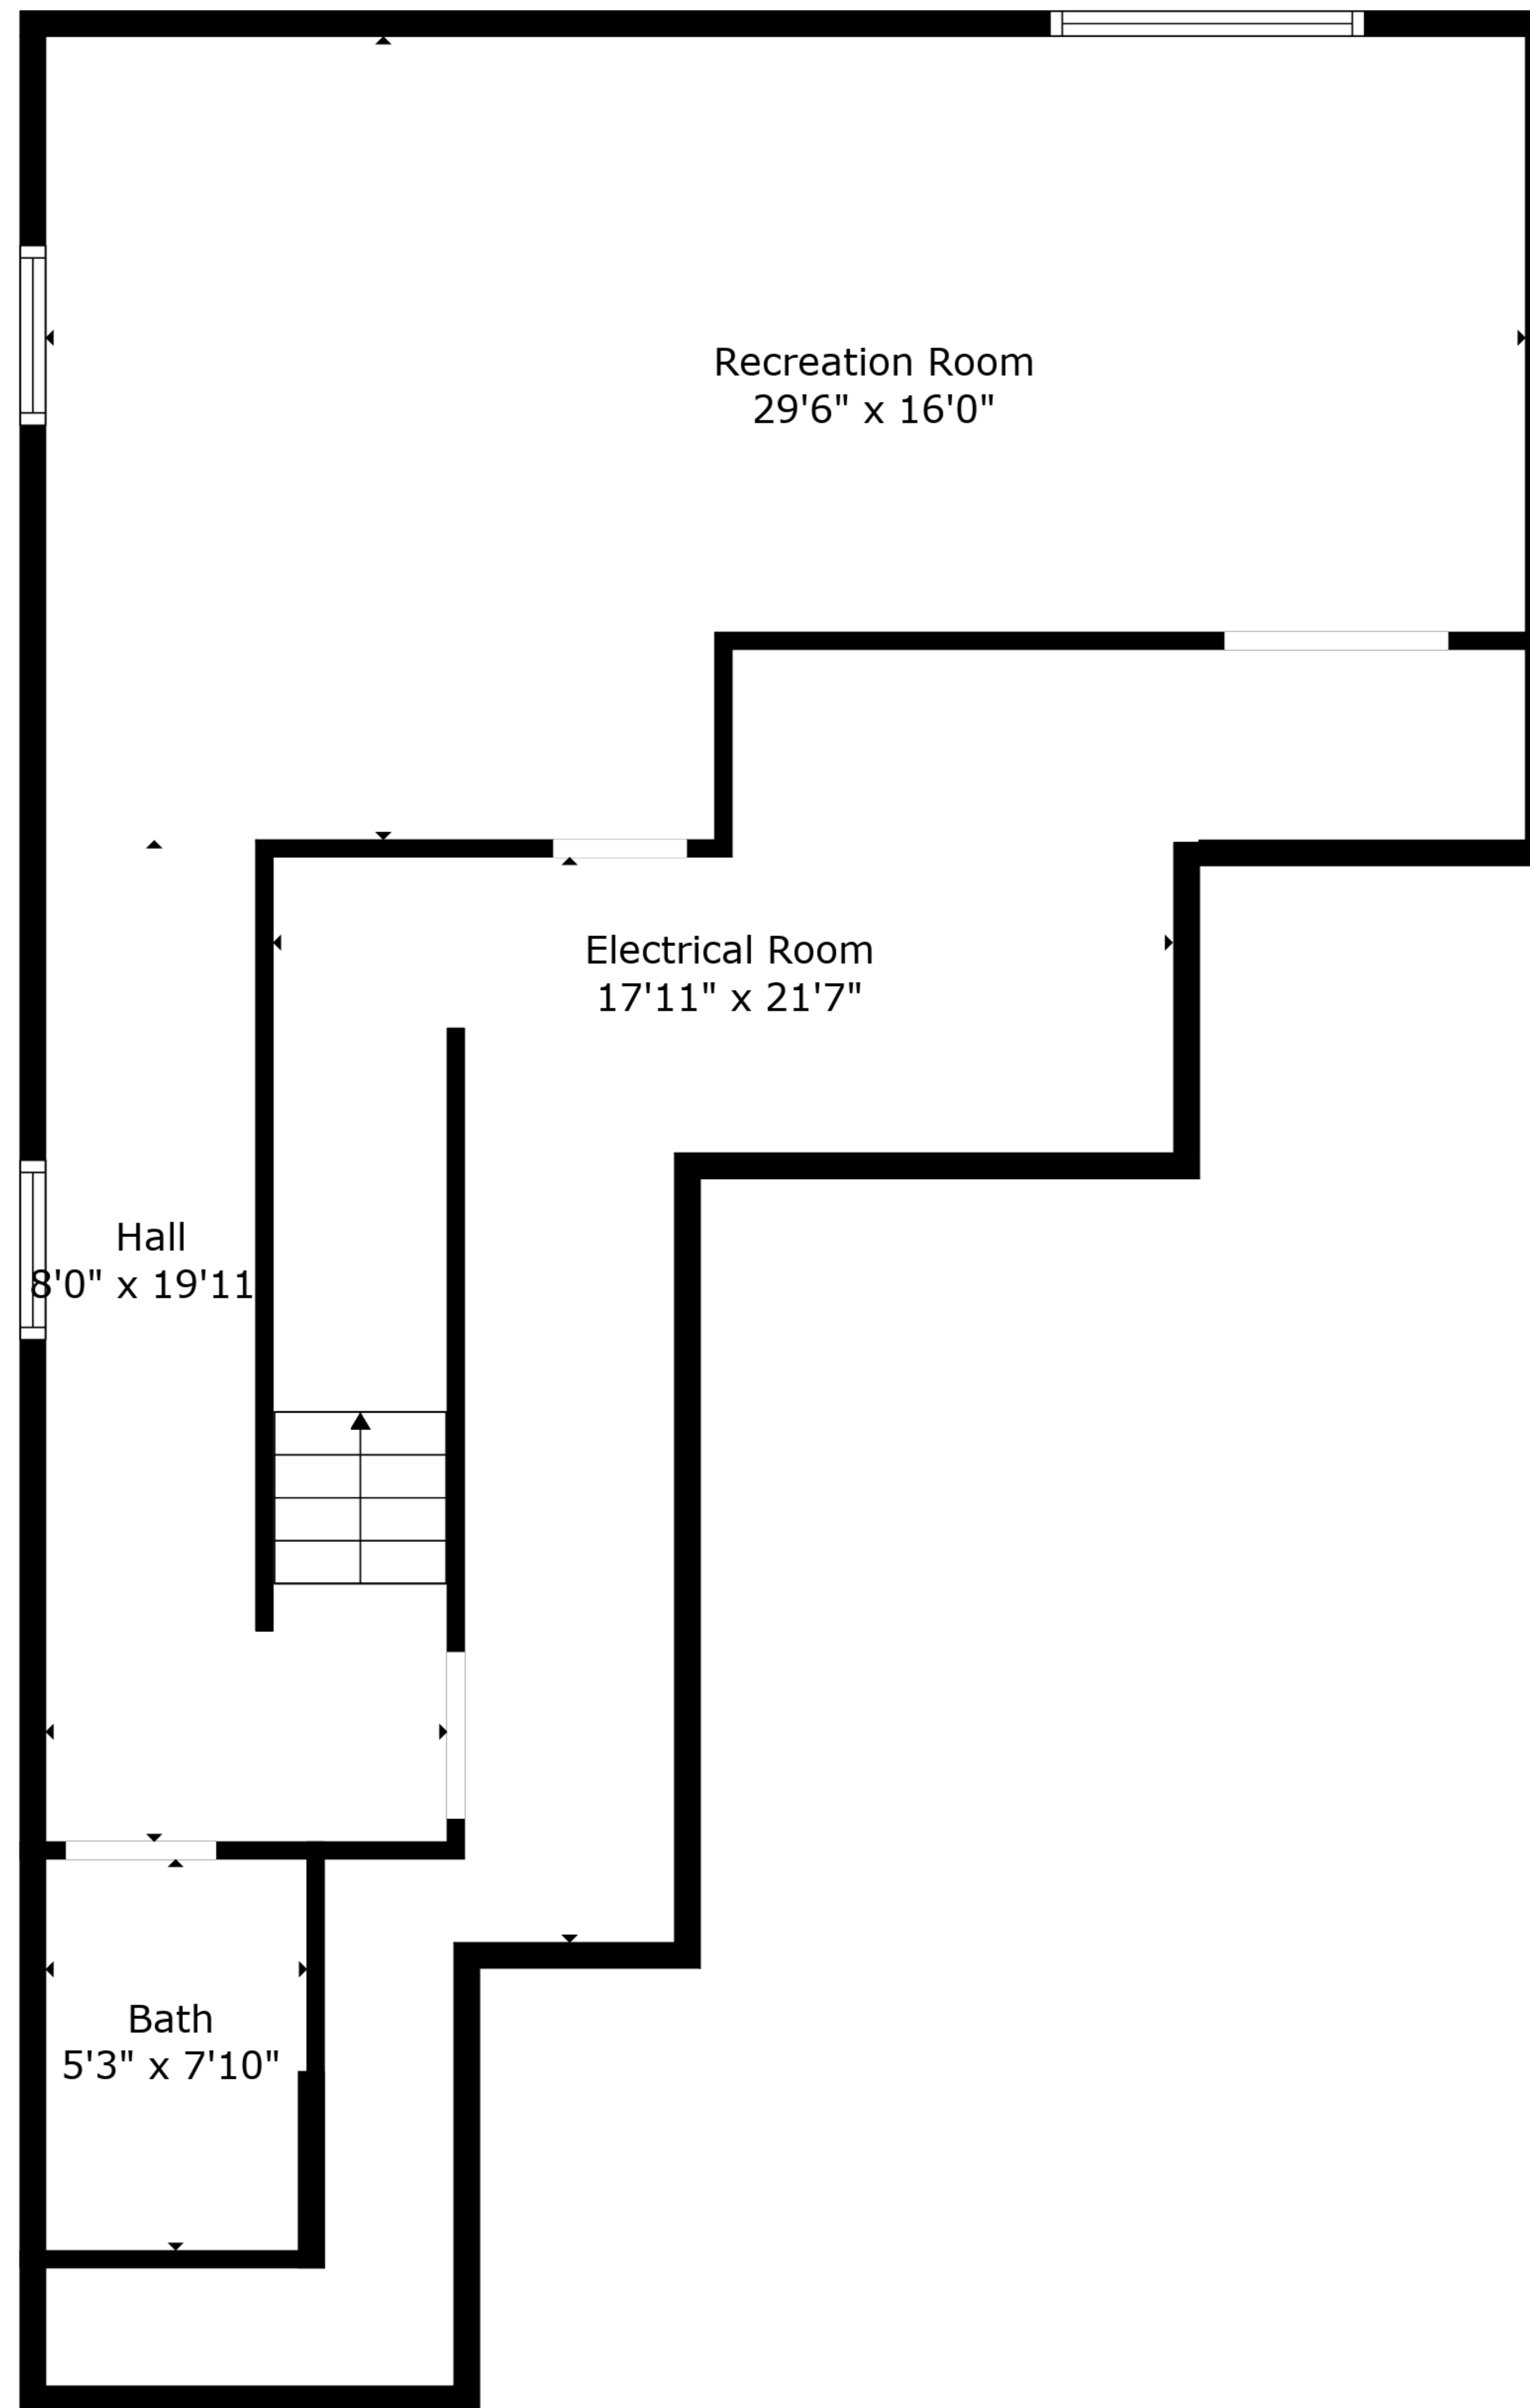 Recreation Room
29'6" x 16'0"
Electrical Room
17'11" x 21'7"
Hall
8'0" x 19'11
Bath
5'3" x 7'10"